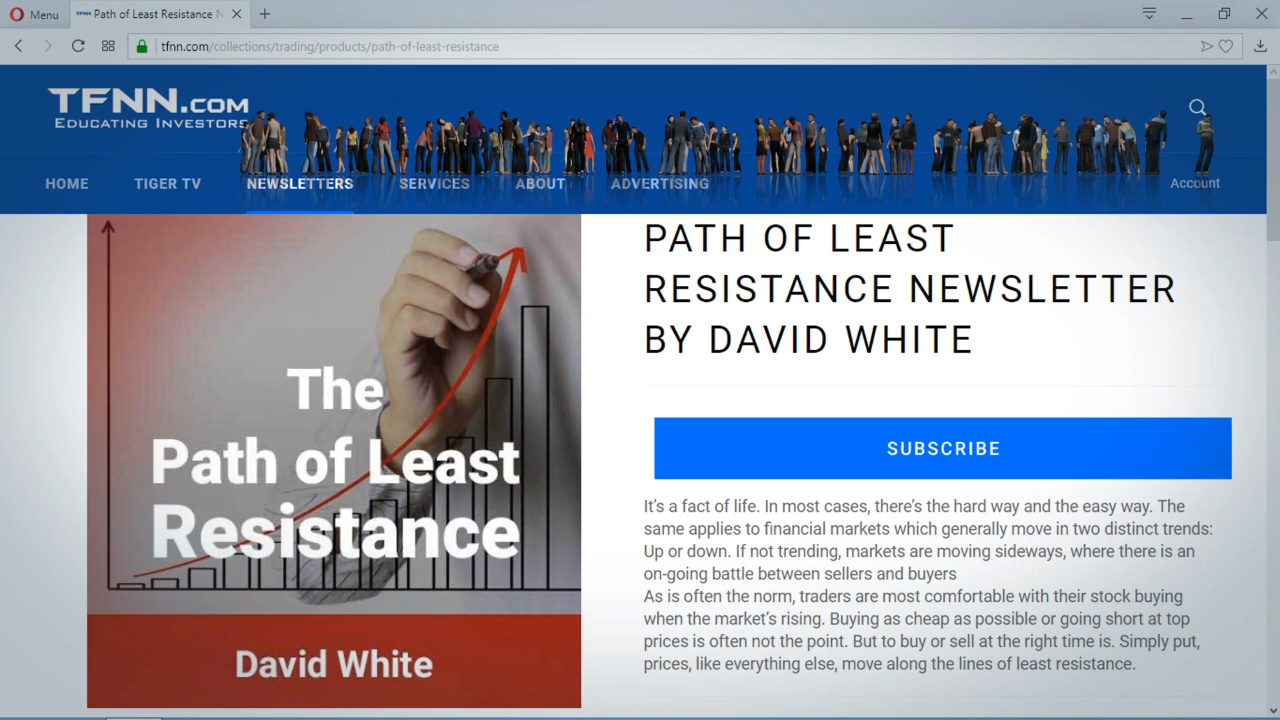 Menu
Path of Least Resistance N
tfnn.com/collections/trading/products/path-of-least-resistance
TFNN.COM
EDUCATING INVESTORS
HOME
TIGER TV
NEWSLETTERS
SERVICES
ABOUT
ADVERTISING
Account
The
Path of Least
Resistance
David White
PATH OF LEAST
RESISTANCE NEWSLETTER
BY DAVID WHITE
SUBSCRIBE
It's a fact of life. In most cases, there's the hard way and the easy way. The
same applies to financial markets which generally move in two distinct trends:
Up or down. If not trending, markets are moving sideways, where there is an
on-going battle between sellers and buyers
As is often the norm, traders are most comfortable with their stock buying
when the market's rising. Buying as cheap as possible or going short at top
prices is often not the point. But to buy or sell at the right time is. Simply put,
prices, like everything else, move along the lines of least resistance.